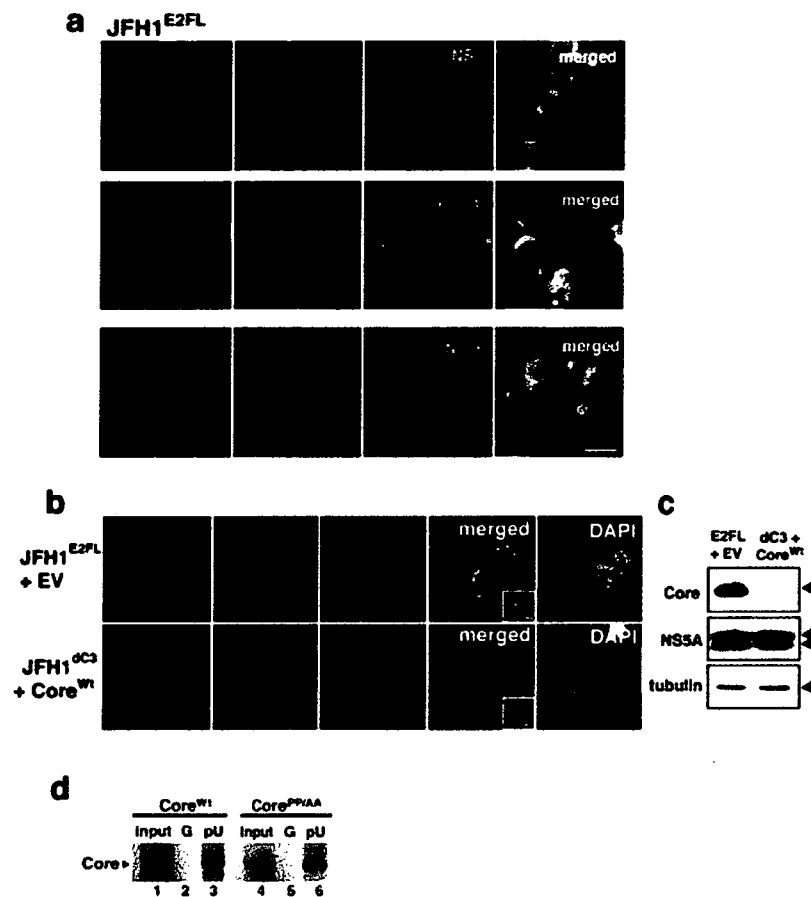 a
JFH1E2FL
NS
merged
merged
merged
b
JFH1E2FL
+ EV
merged
DAPI
JFH1dC3
+ CoreWt
merged
DAPI
c
E2FL
+ EV
dC3 +
CoreWt
Core
NS5A
tubulin
d
CoreWt
CorePP/AA
Input G pU Input G pU
Core
1 2 3 4 5 6